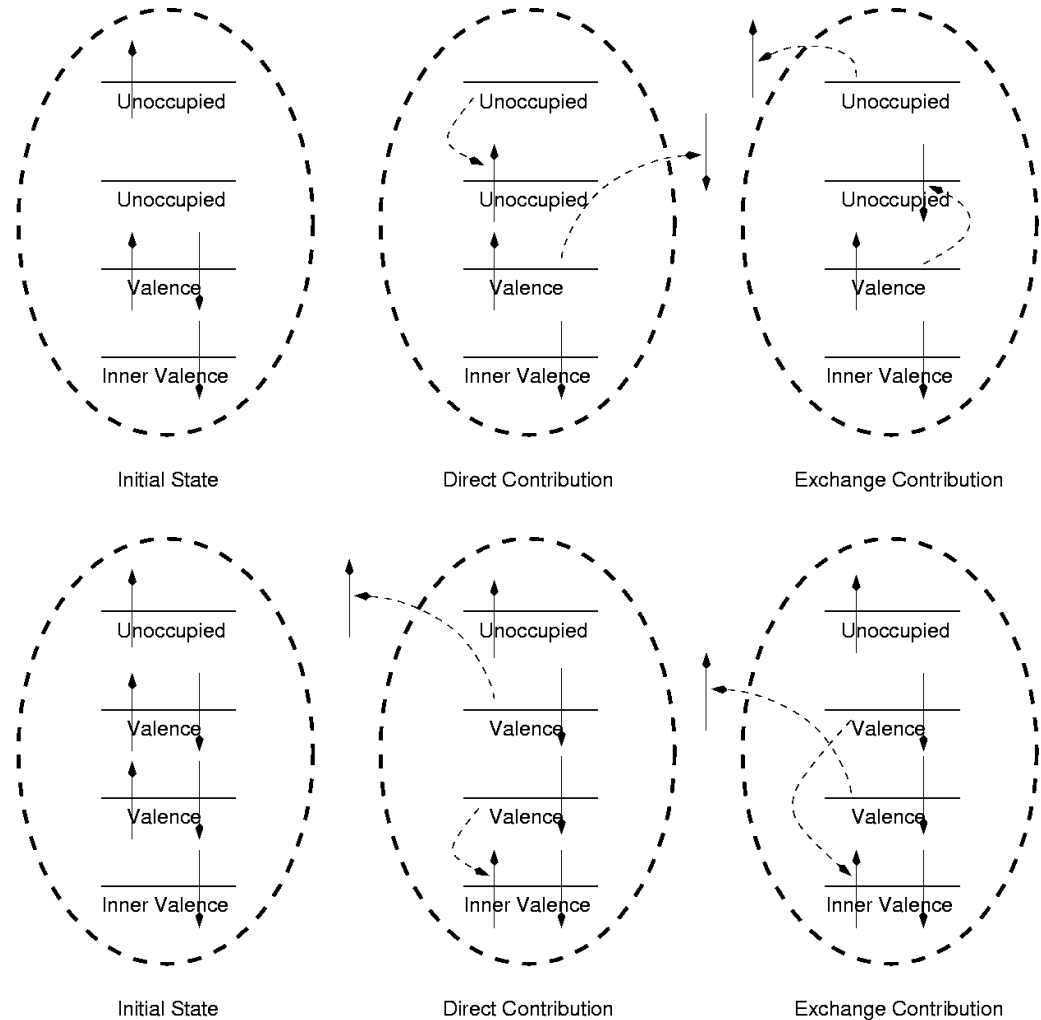 Unoccupied Unoccupied Unoccupied
Unoccupied Unoccupied Unoccupied
Valence Valence Valence
Inner Valence Inner Valence Inner Valence
Initial State Direct Contribution Exchange Contribution
Unoccupied Unoccupied Unoccupied
Valence Valence Valence
Valence Valence Valence
Inner Valence Inner Valence Inner Valence
Initial State Direct Contribution Exchange Contribution